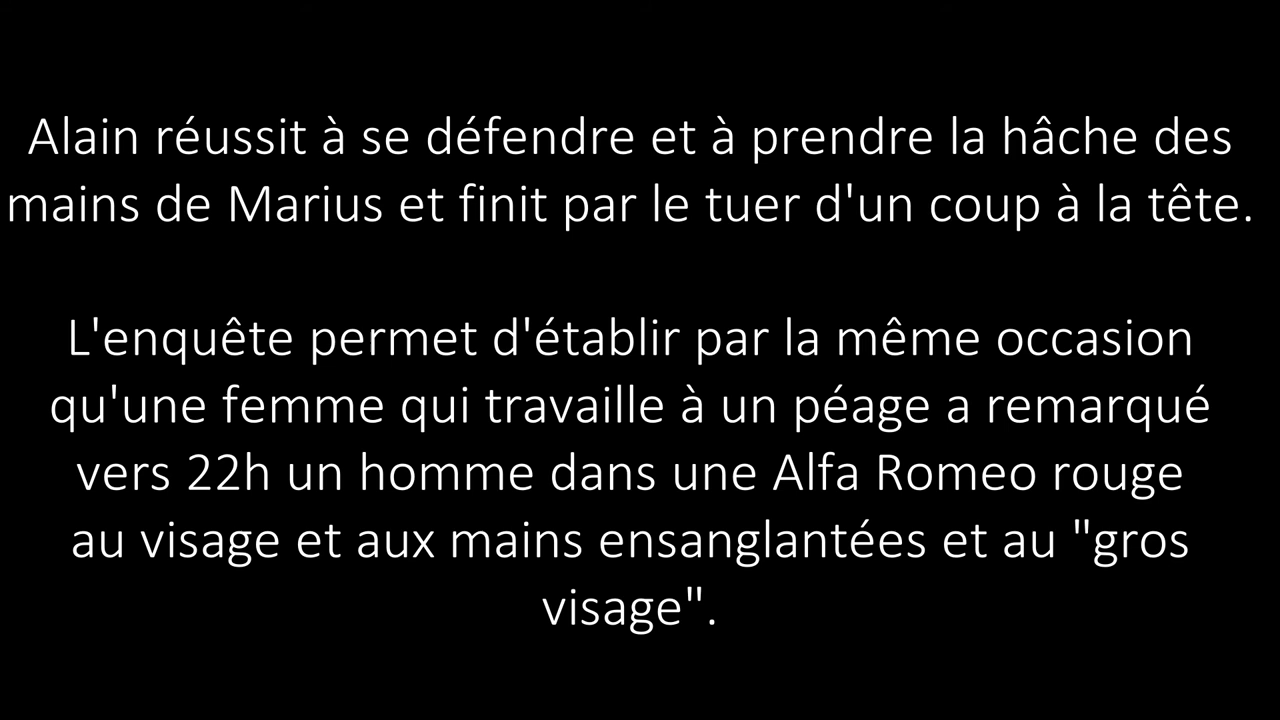 Alain réussit à se défendre et à prendre la hâche des
mains de Marius et finit par le tuer d'un coup à la tête.
L'enquête permet d'établir par la même occasion
qu'une femme qui travaille à un péage a remarqué
vers 22h un homme dans une Alfa Romeo rouge
au visage et aux mains ensanglantées et au "gros
visage".